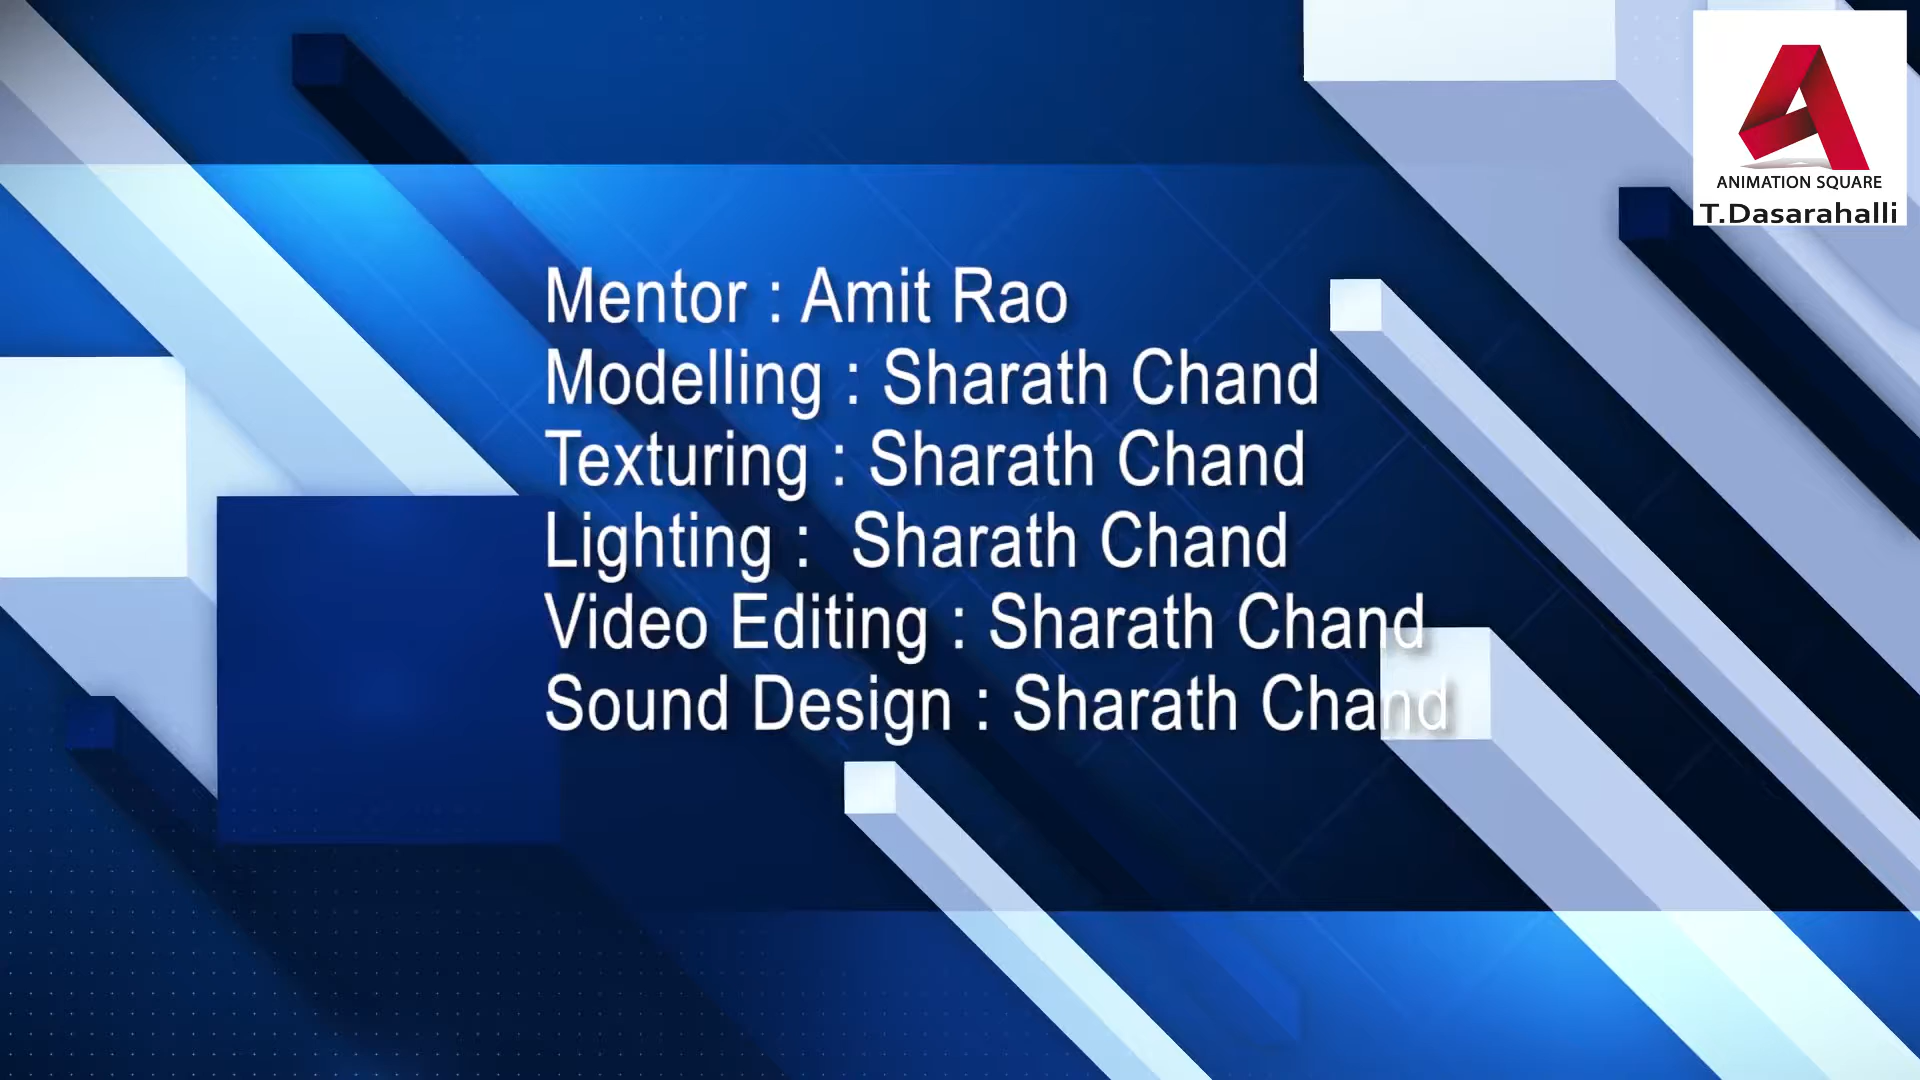 ANIMATION SQUARE
T.Dasarahalli
Mentor : Amit Rao
Modelling : Sharath Chand
Texturing : Sharath Chand
Lighting :  Sharath Chand
Video Editing : Sharath Chand
Sound Design : Sharath Chand